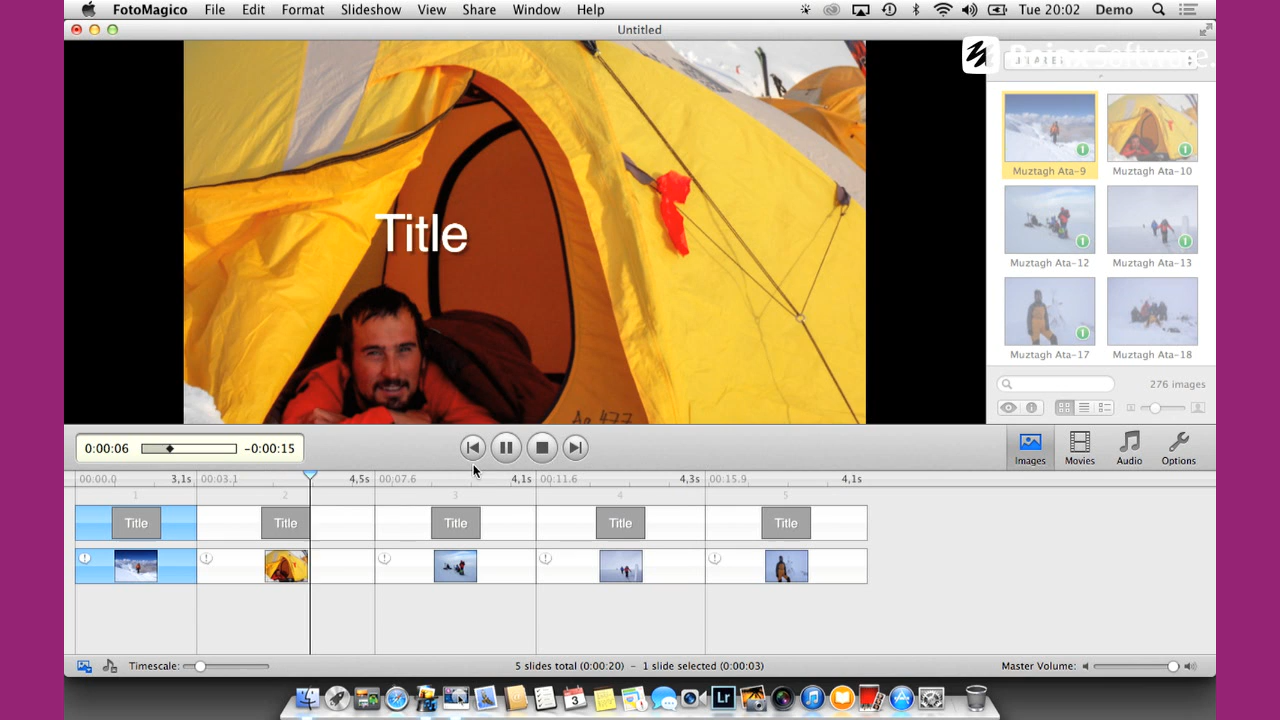 FotoMagico File Edit Format Slideshow View Share Window Help Tue 20:02 Demo
Untitled
Boinx Software.
Title
Muztagh Ata-9 Muztagh Ata-10
Muztagh Ata-12 Muztagh Ata-13
Muztagh Ata-17 Muztagh Ata-18
276 images
0:00:06 -0:00:15
Images Movies Audio Options
00:00.0 3,1s 00:03.1 4,5s 00:07.6 4,1s 00:11.6 4,3s 00:15.9 4,1s
1 2 3 4 5
Title Title Title Title Title
Timescale: 5 slides total (0:00:20) – 1 slide selected (0:00:03) Master Volume:
Lr